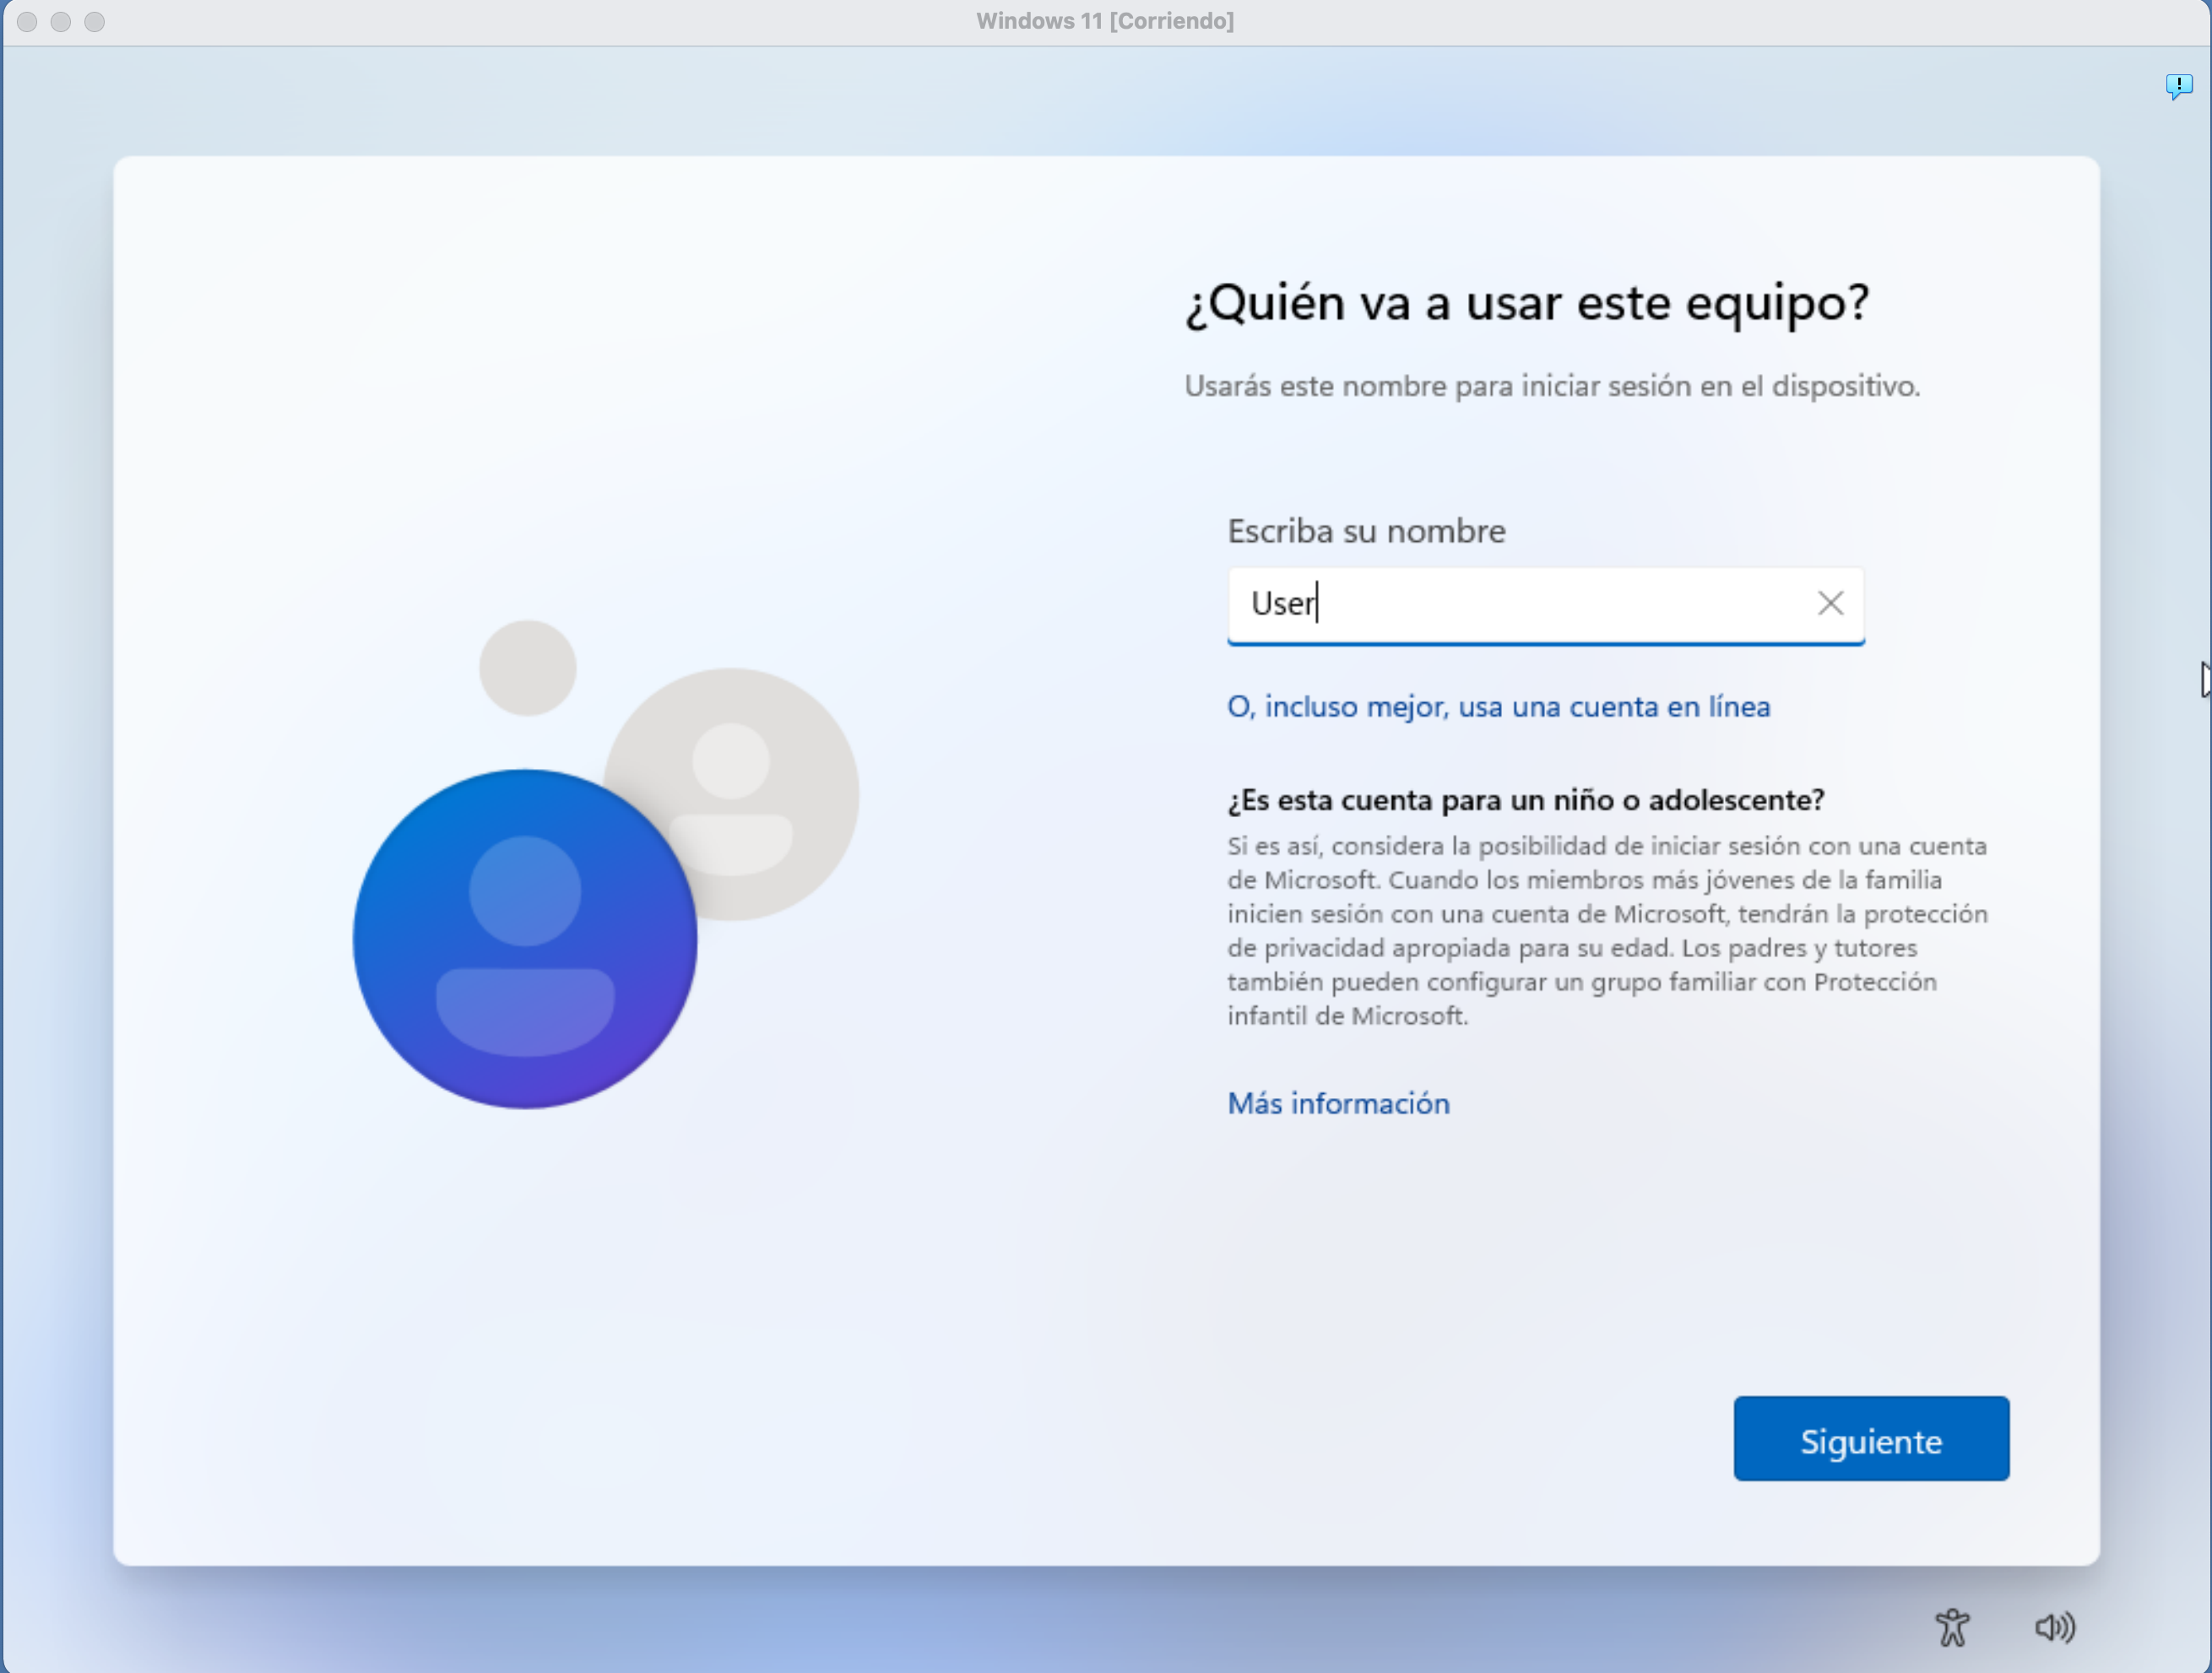 Windows 11 [Corriendo]
¿Quién va a usar este equipo?
Usarás este nombre para iniciar sesión en el dispositivo.
Escriba su nombre
User
O, incluso mejor, usa una cuenta en línea
¿Es esta cuenta para un niño o adolescente?
Si es así, considera la posibilidad de iniciar sesión con una cuenta
de Microsoft. Cuando los miembros más jóvenes de la familia
inicien sesión con una cuenta de Microsoft, tendrán la protección
de privacidad apropiada para su edad. Los padres y tutores
también pueden configurar un grupo familiar con Protección
infantil de Microsoft.
Más información
Siguiente